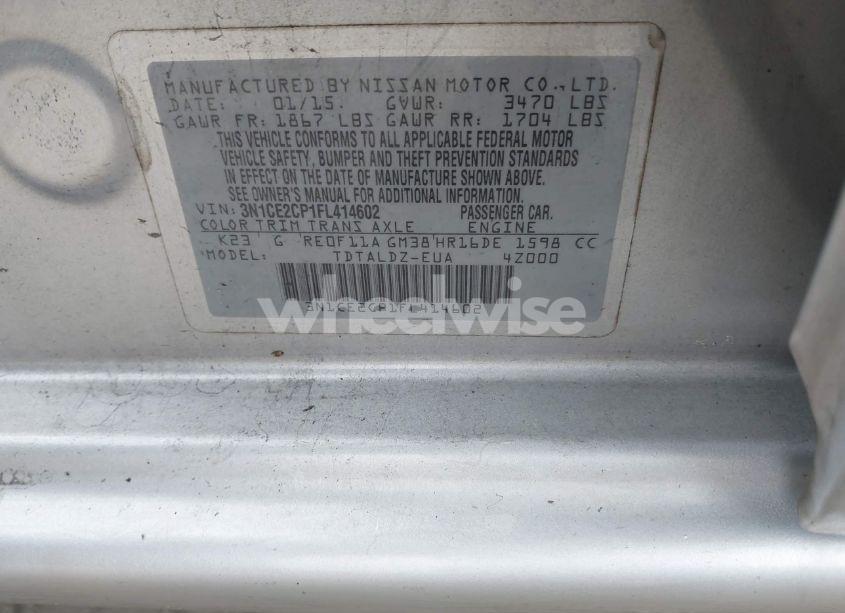 MANUFACTURED BY NISSAN MOTOR CO., LTD.
DATE: 01/15. GVWR: 3470 LBS
GAWR FR: 1867 LBS GAWR RR: 1704 LBS
THIS VEHICLE CONFORMS TO ALL APPLICABLE FEDERAL MOTOR
VEHICLE SAFETY, BUMPER AND THEFT PREVENTION STANDARDS
IN EFFECT ON THE DATE OF MANUFACTURE SHOWN ABOVE.
SEE OWNER'S MANUAL FOR ADDITIONAL INFORMATION.
VIN: 3N1CE2CP1FL414602 PASSENGER CAR.
COLOR TRIM TRANS AXLE ENGINE
K23 G RE0F11A GM38 HR16DE 1598 CC
MODEL: TDTALDZ-EUA 4Z000
3N1CE2CP1FL414602
wheelwise